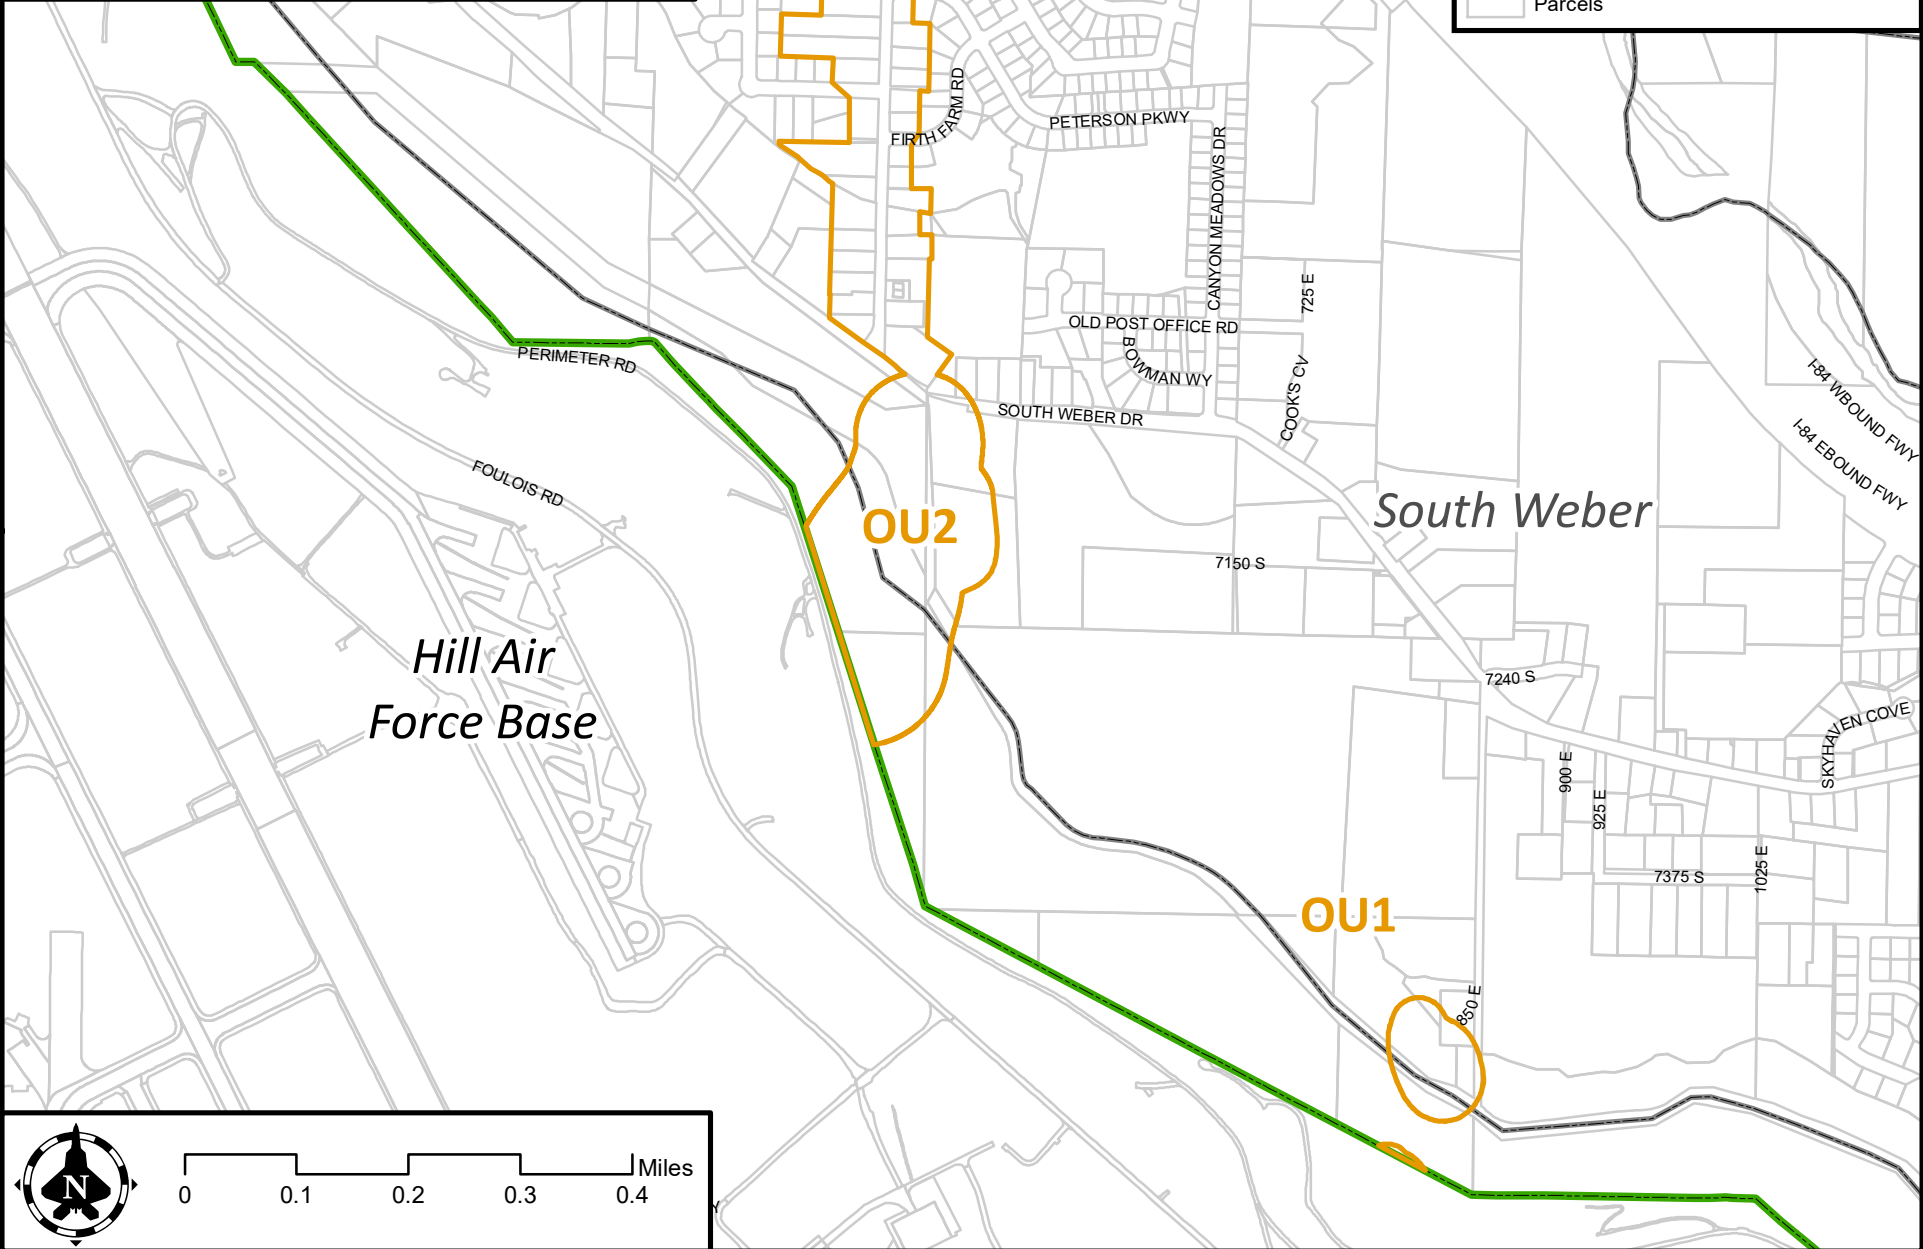 Parcels
FIRTH FARM RD
PETERSON PKWY
CANYON MEADOWS DR
725 E
OLD POST OFFICE RD
BOWMAN WY
COOK'S CV
SOUTH WEBER DR
I-84 WBOUND FWY
I-84 EBOUND FWY
PERIMETER RD
FOULOIS RD
OU2
South Weber
7150 S
Hill Air
Force Base
7240 S
SKYHAVEN COVE
900 E
925 E
1025 E
7375 S
OU1
850 E
N
Miles
0 0.1 0.2 0.3 0.4